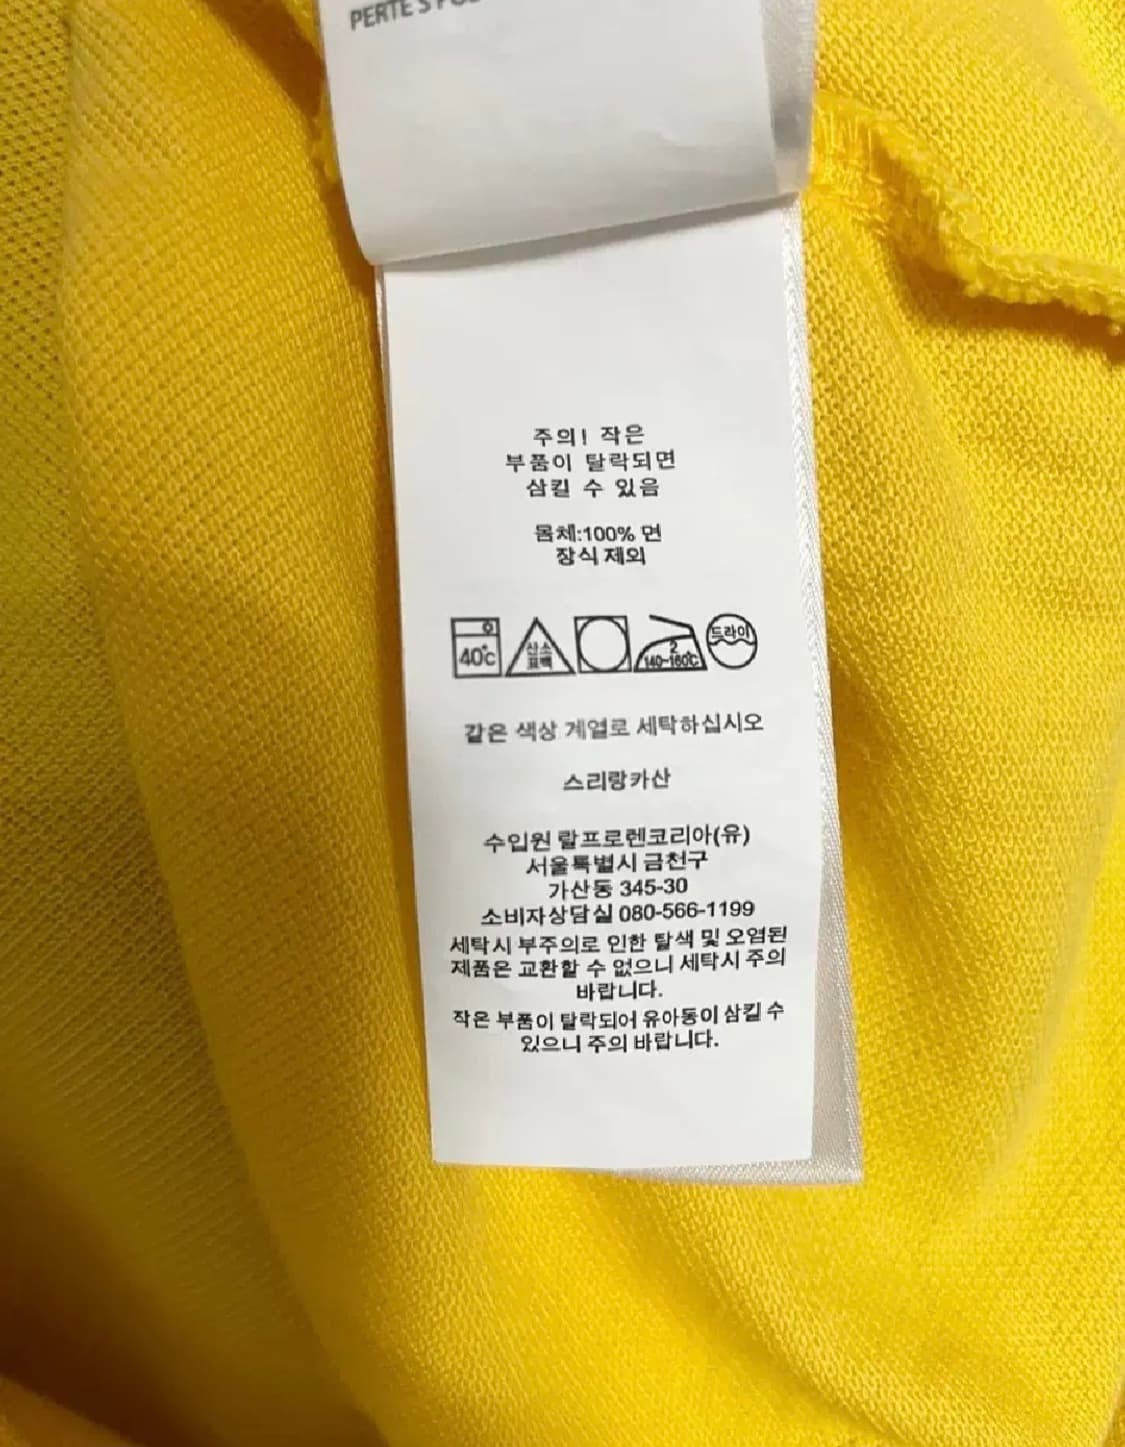 PERTE S
주의! 작은
부품이 탈락되면
삼킬 수 있음
몸체:100% 면
장식 제외
40℃ 산소 표백 2 140~160℃ 드라이
같은 색상 계열로 세탁하십시오
스리랑카산
수입원 랄프로렌코리아(유)
서울특별시 금천구
가산동 345-30
소비자상담실 080-566-1199
세탁시 부주의로 인한 탈색 및 오염된
제품은 교환할 수 없으니 세탁시 주의
바랍니다.
작은 부품이 탈락되어 유아동이 삼킬 수
있으니 주의 바랍니다.